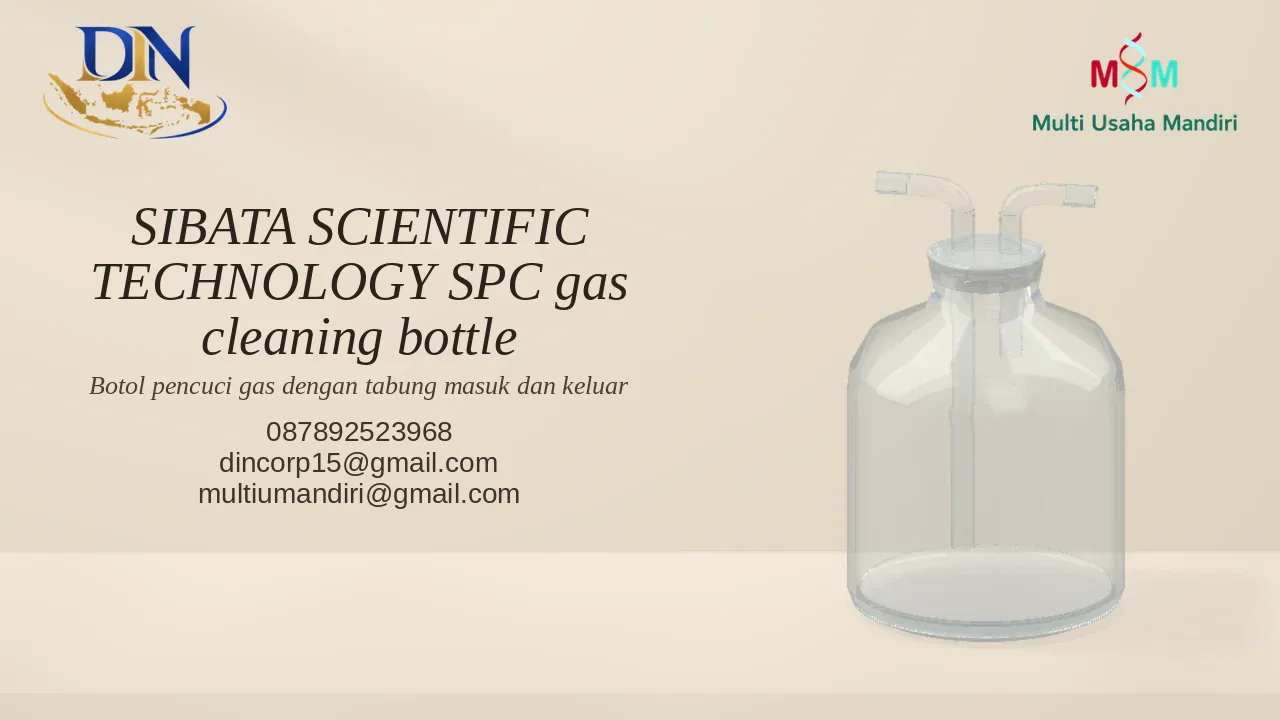 DN
M M
Multi Usaha Mandiri
SIBATA SCIENTIFIC
TECHNOLOGY SPC gas
cleaning bottle
Botol pencuci gas dengan tabung masuk dan keluar
087892523968
dincorp15@gmail.com
multiumandiri@gmail.com